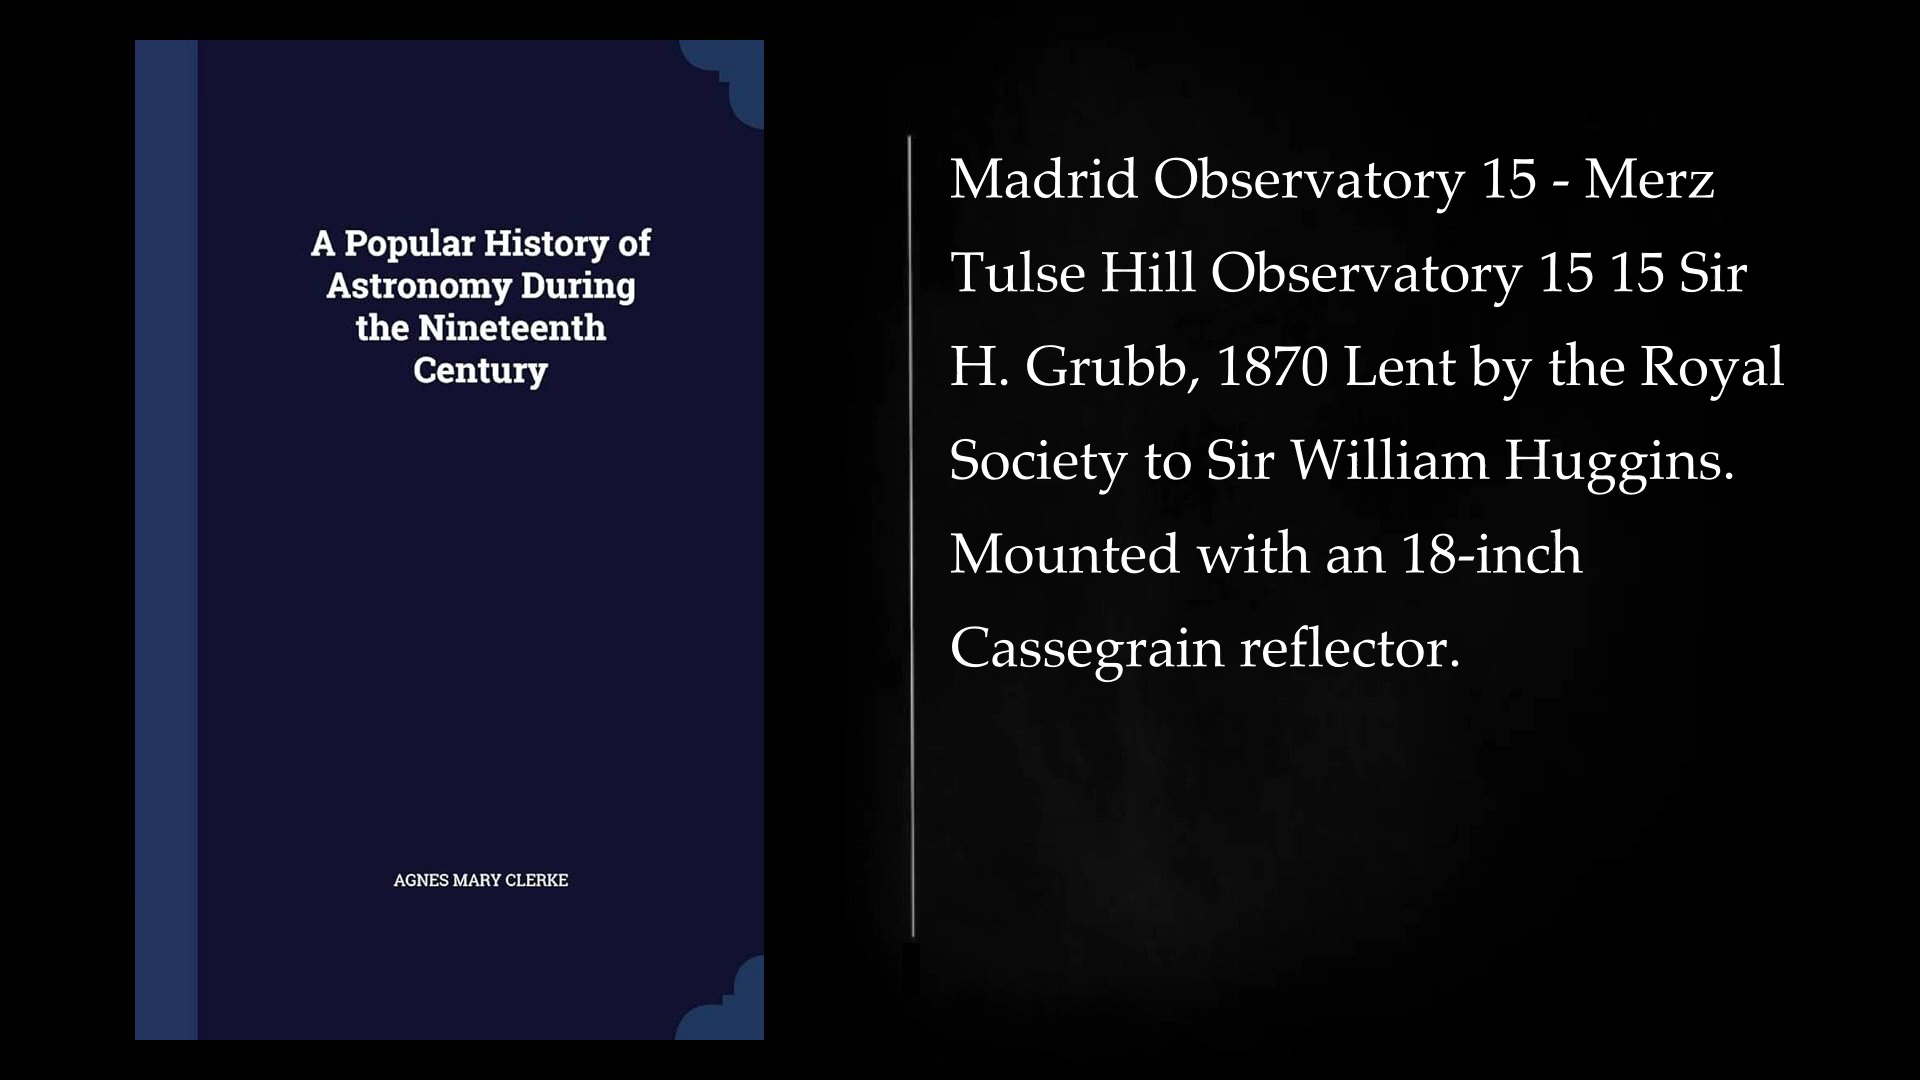 A Popular History of
Astronomy During
the Nineteenth
Century
AGNES MARY CLERKE
Madrid Observatory 15 - Merz
Tulse Hill Observatory 15 15 Sir
H. Grubb, 1870 Lent by the Royal
Society to Sir William Huggins.
Mounted with an 18-inch
Cassegrain reflector.